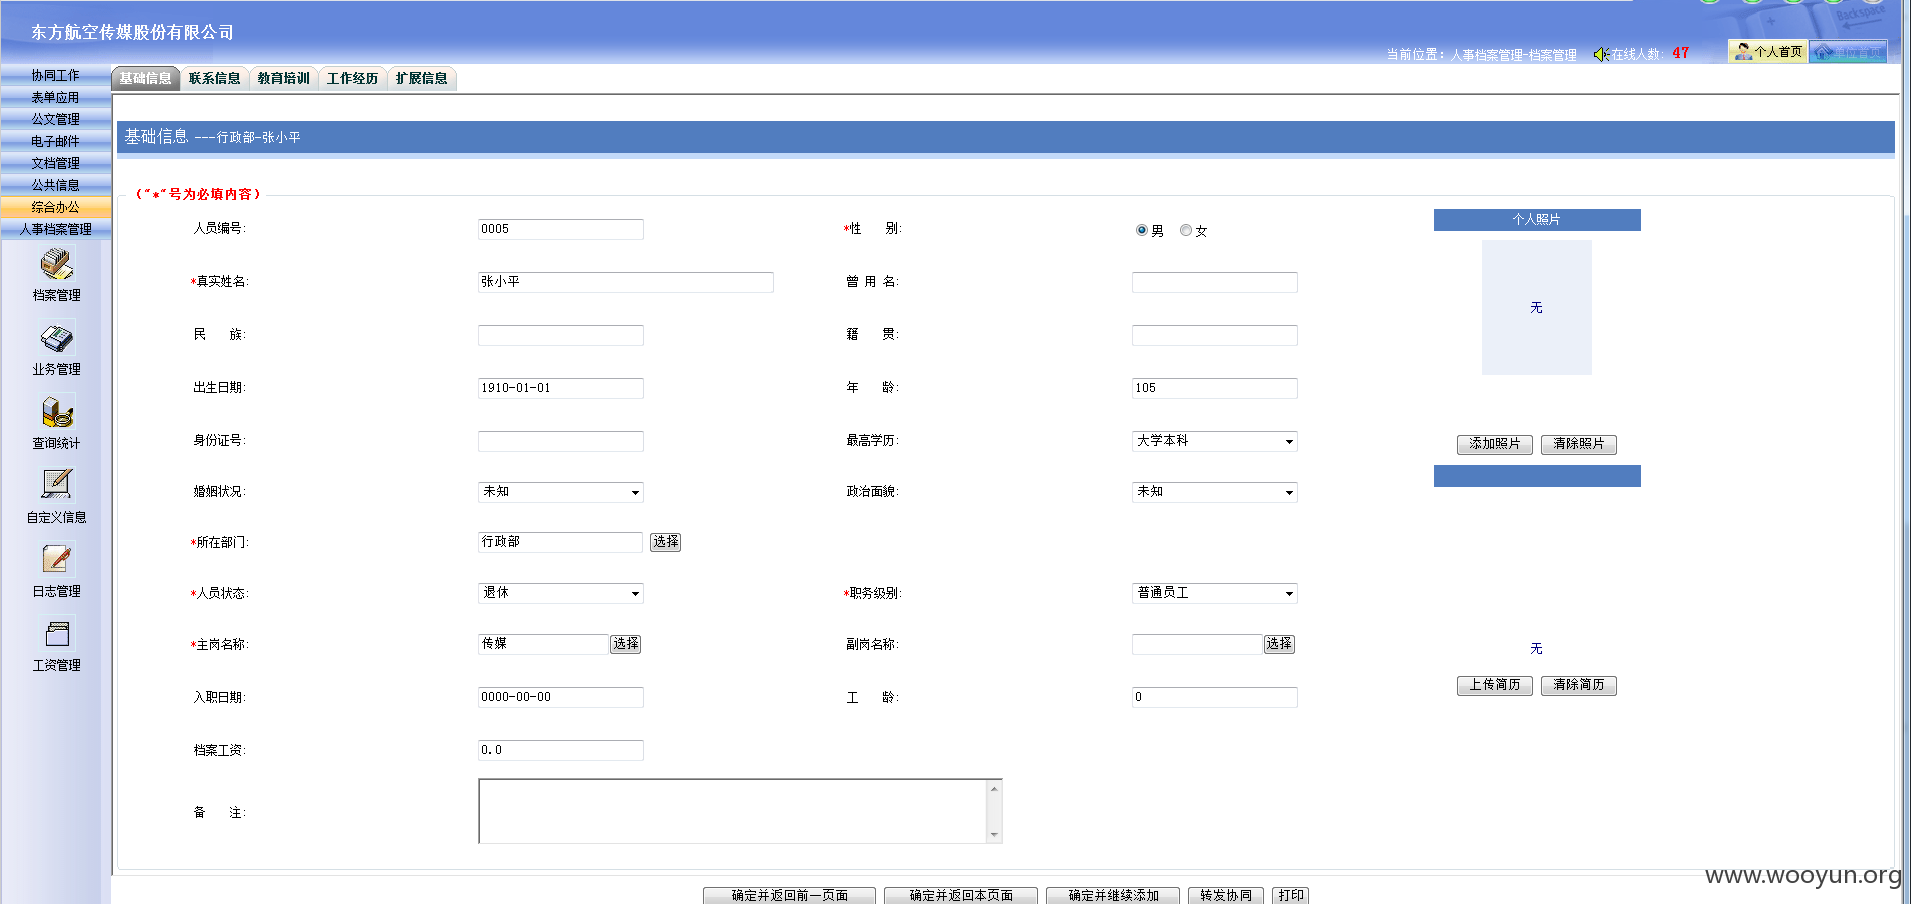 Backspace
东方航空传媒股份有限公司
当前位置：人事档案管理-档案管理 在线人数: 47 个人首页 单位首页
协同工作
表单应用
公文管理
电子邮件
文档管理
公共信息
综合办公
人事档案管理
档案管理
业务管理
查询统计
自定义信息
日志管理
工资管理
基础信息 联系信息 教育培训 工作经历 扩展信息
基础信息 ---行政部-张小平
("*"号为必填内容)
人员编号: 0005 *性 别: 男 女
*真实姓名: 张小平 曾 用 名:
民 族: 籍 贯:
出生日期: 1910-01-01 年 龄: 105
身份证号: 最高学历: 大学本科
婚姻状况: 未知 政治面貌: 未知
*所在部门: 行政部 选择
*人员状态: 退休 *职务级别: 普通员工
*主岗名称: 传媒 选择 副岗名称: 选择
入职日期: 0000-00-00 工 龄: 0
档案工资: 0.0
备 注:
个人照片
无
添加照片 清除照片
无
上传简历 清除简历
确定并返回前一页面 确定并返回本页面 确定并继续添加 转发协同 打印
www.wooyun.org